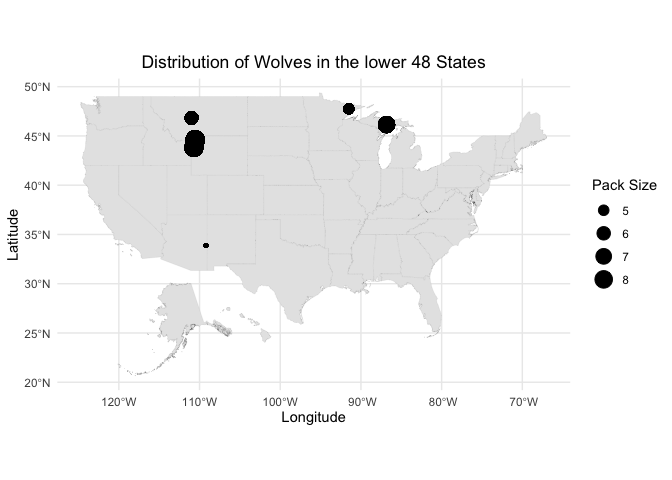 Distribution of Wolves in the lower 48 States
50°N
45°N
40°N
35°N
30°N
25°N
20°N
Latitude
120°W 110°W 100°W 90°W 80°W 70°W
Longitude
Pack Size
5
6
7
8